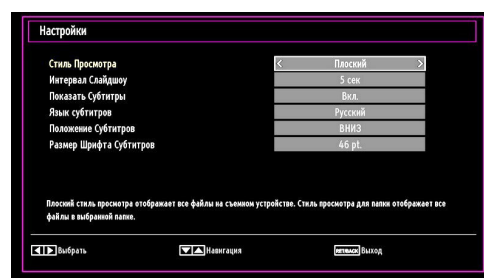 Настройки
Стиль Просмотра < Плоский >
Интервал Слайдшоу 5 сек
Показать Субтитры Вкл.
Язык субтитров Русский
Положение Субтитров ВНИЗ
Размер Шрифта Субтитров 46 pt.
Плоский стиль просмотра отображает все файлы на съемном устройстве. Стиль просмотра для папки отображает все
файлы в выбранной папке.
Выбрать Навигация RET/BACK Выход